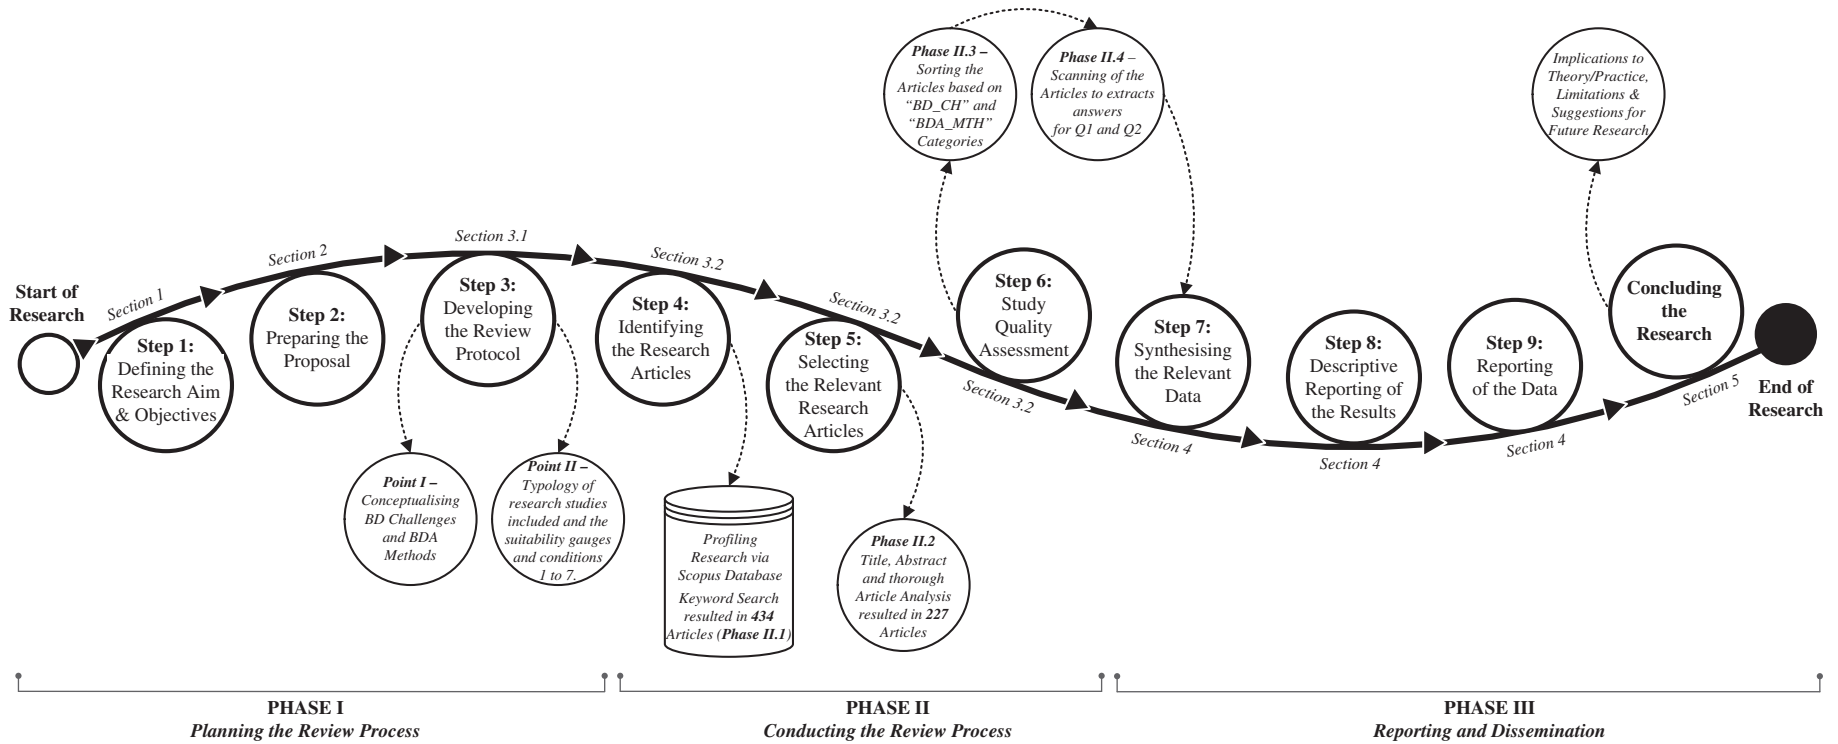 Phase II.3 –
Sorting the
Articles based on
“BD_CH” and
“BDA_MTH”
Categories
Phase II.4 –
Scanning of the
Articles to extracts
answers
for Q1 and Q2
Implications to
Theory/Practice,
Limitations &
Suggestions for
Future Research
Start of
Research
Section 1
Step 1:
Defining the
Research Aim
& Objectives
Section 2
Step 2:
Preparing the
Proposal
Section 3.1
Step 3:
Developing
the Review
Protocol
Section 3.2
Step 4:
Identifying
the Research
Articles
Section 3.2
Step 5:
Selecting
the Relevant
Research
Articles
Step 6:
Study
Quality
Assessment
Section 3.2
Step 7:
Synthesising
the Relevant
Data
Section 4
Step 8:
Descriptive
Reporting of
the Results
Section 4
Step 9:
Reporting
of the Data
Section 4
Concluding
the
Research
Section 5
End of
Research
Point I –
Conceptualising
BD Challenges
and BDA
Methods
Point II –
Typology of
research studies
included and the
suitability gauges
and conditions
1 to 7.
Profiling
Research via
Scopus Database
Keyword Search
resulted in 434
Articles (Phase II.1)
Phase II.2
Title, Abstract
and thorough
Article Analysis
resulted in 227
Articles
PHASE I
Planning the Review Process
PHASE II
Conducting the Review Process
PHASE III
Reporting and Dissemination